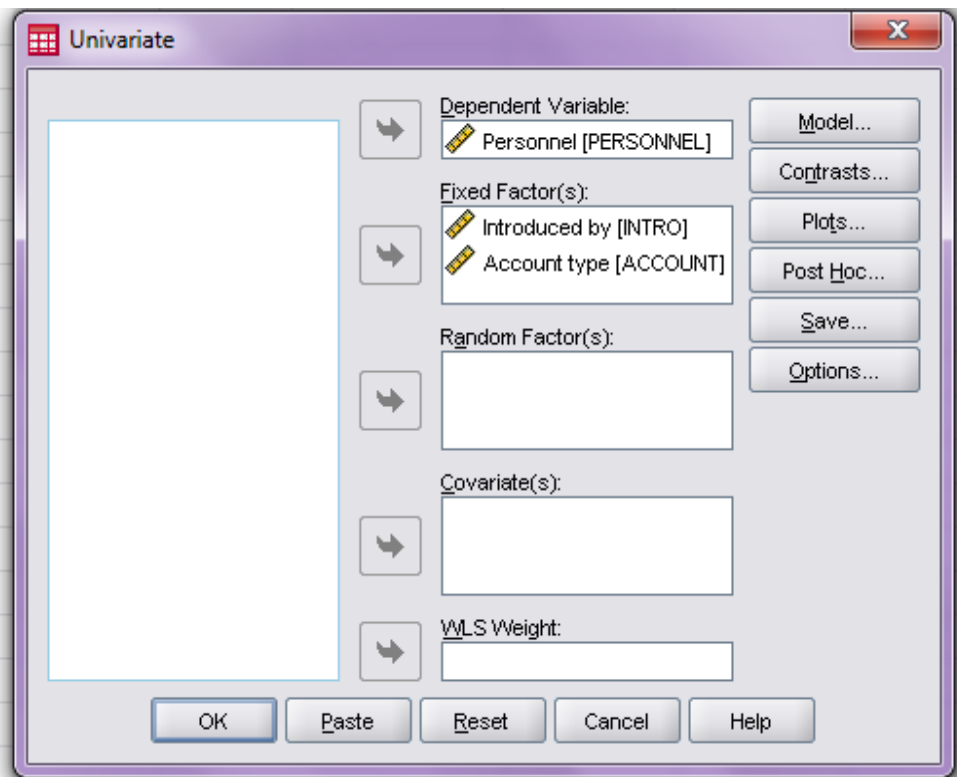 Univariate
Dependent Variable:
Personnel [PERSONNEL]
Fixed Factor(s):
Introduced by [INTRO]
Account type [ACCOUNT]
Random Factor(s):
Covariate(s):
WLS Weight:
Model...
Contrasts...
Plots...
Post Hoc...
Save...
Options...
OK
Paste
Reset
Cancel
Help